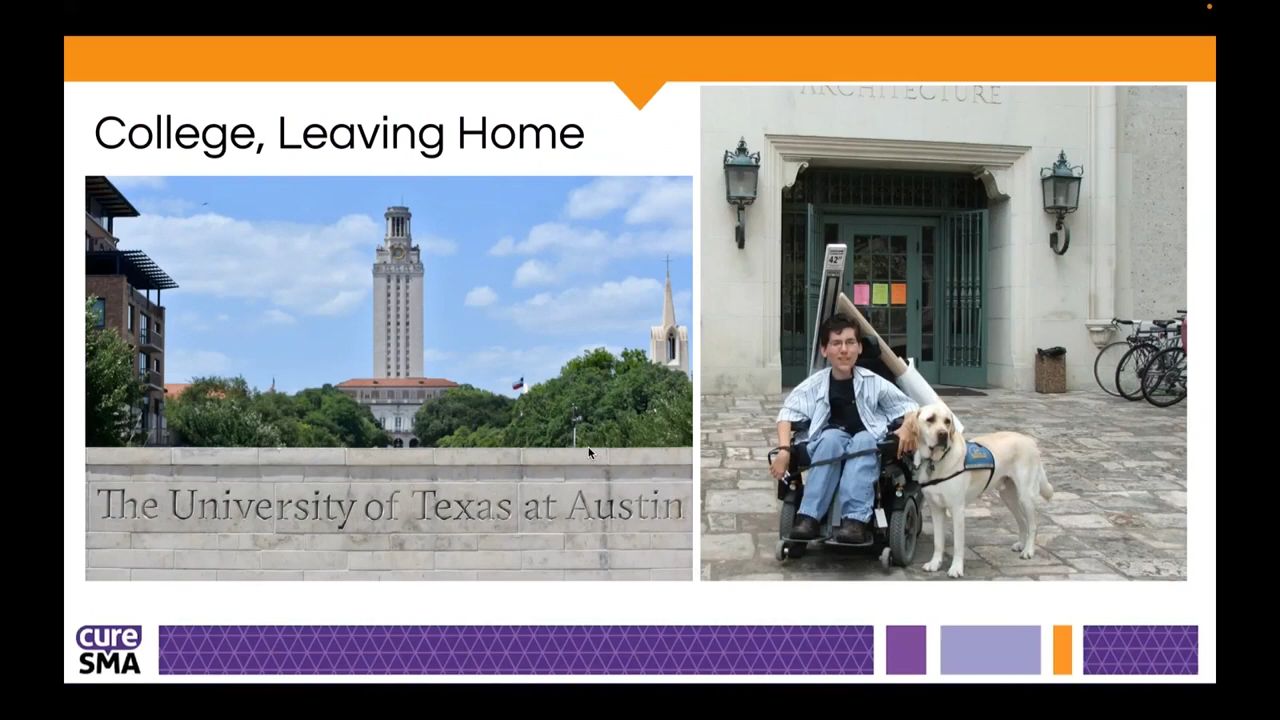 ARCHITECTURE
College, Leaving Home
42"
The University of Texas at Austin
cure
SMA